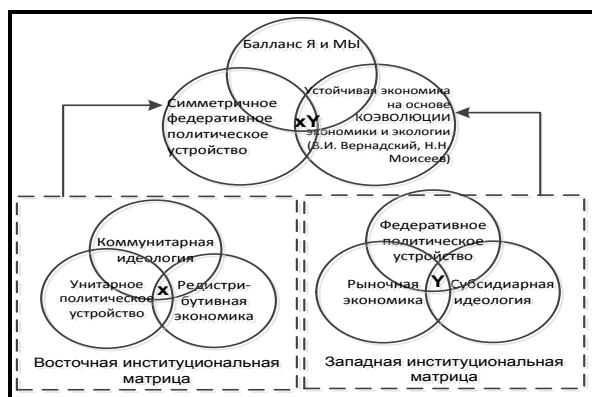 Балланс Я и МЫ
Симметричное
федеративное
политическое
устройство
xY
Устойчивая экономика
на основе
КОЭВОЛЮЦИИ
экономики и экологии
(В.И. Вернадский, Н.Н.
Моисеев)
Коммунитарная
идеология
Унитарное
политическое
устройство
x
Редистри-
бутивная
экономика
Восточная институциональная
матрица
Федеративное
политическое
устройство
Рыночная
экономика
Y
Субсидиарная
идеология
Западная институциональная
матрица